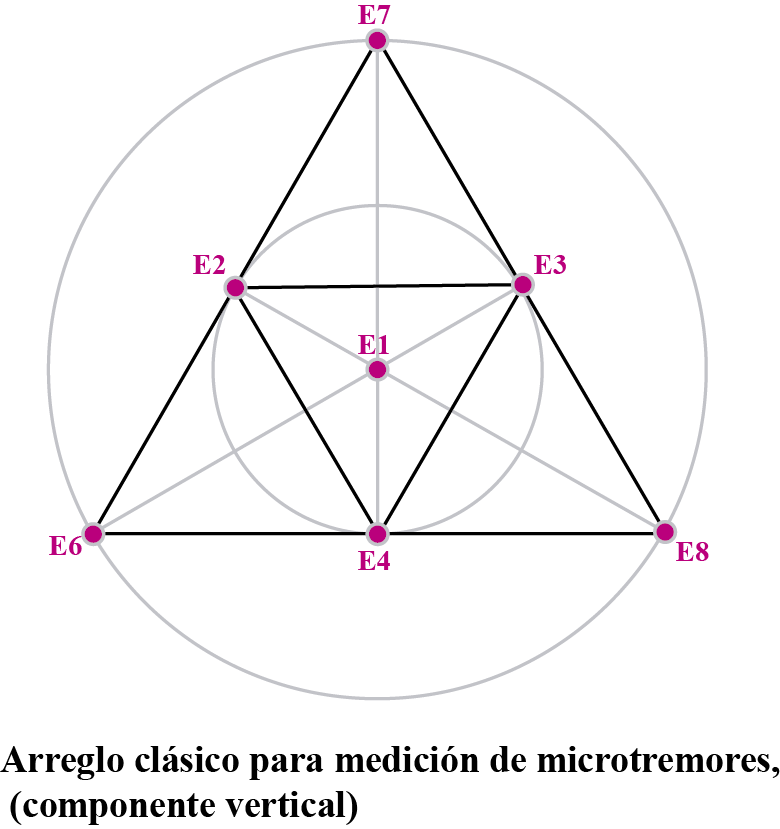 E7
E2
E3
E1
E6
E4
E8
Arreglo clásico para medición de microtremores,
(componente vertical)